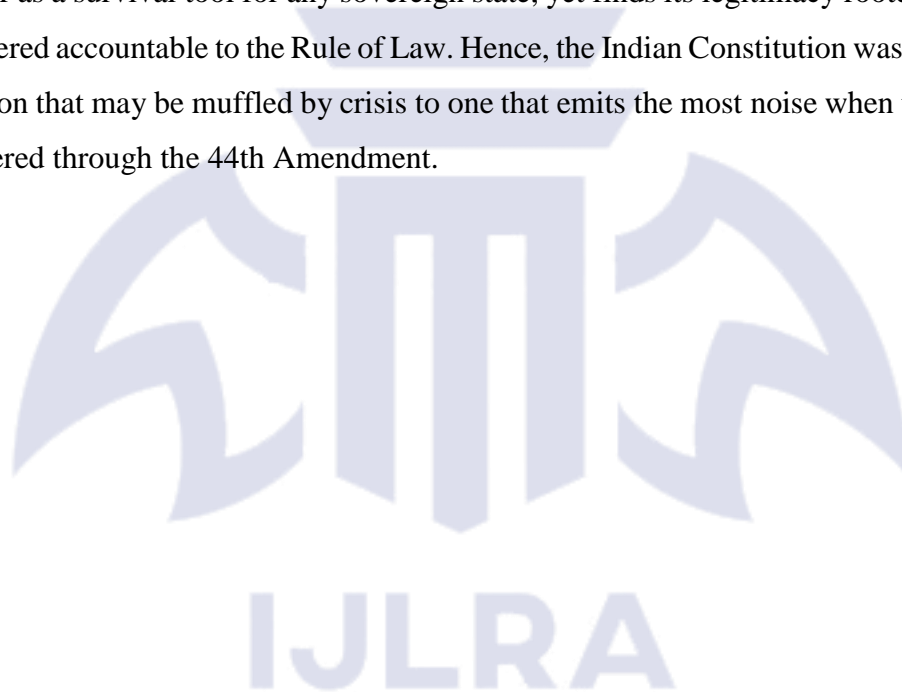 as a survival tool for any sovereign state, yet finds its legitimacy
ered accountable to the Rule of Law. Hence, the Indian Constitution was
on that may be muffled by crisis to one that emits the most noise when
ered through the 44th Amendment.
IJLRA